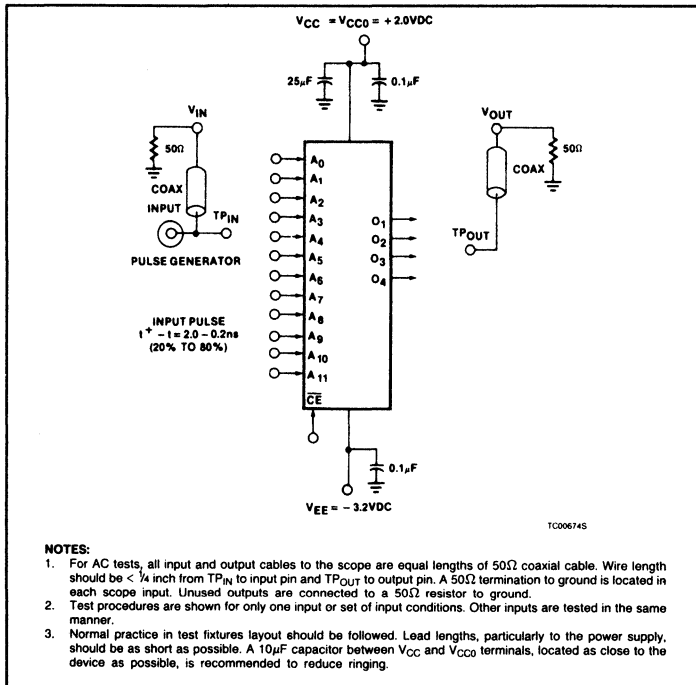 VCC = VCC0 = + 2.0VDC
25μF
0.1μF
VIN
50Ω
COAX
INPUT
TPIN
PULSE GENERATOR
INPUT PULSE
t+ – t = 2.0 – 0.2ns
(20% TO 80%)
A0
A1
A2
A3
A4
A5
A6
A7
A8
A9
A10
A11
CE
O1
O2
O3
O4
VOUT
50Ω
COAX
TPOUT
0.1μF
VEE = – 3.2VDC
TC00674S
NOTES:
1. For AC tests, all input and output cables to the scope are equal lengths of 50Ω coaxial cable. Wire length
should be < 1/4 inch from TPIN to input pin and TPOUT to output pin. A 50Ω termination to ground is located in
each scope input. Unused outputs are connected to a 50Ω resistor to ground.
2. Test procedures are shown for only one input or set of input conditions. Other inputs are tested in the same
manner.
3. Normal practice in test fixtures layout should be followed. Lead lengths, particularly to the power supply,
should be as short as possible. A 10μF capacitor between VCC and VCC0 terminals, located as close to the
device as possible, is recommended to reduce ringing.